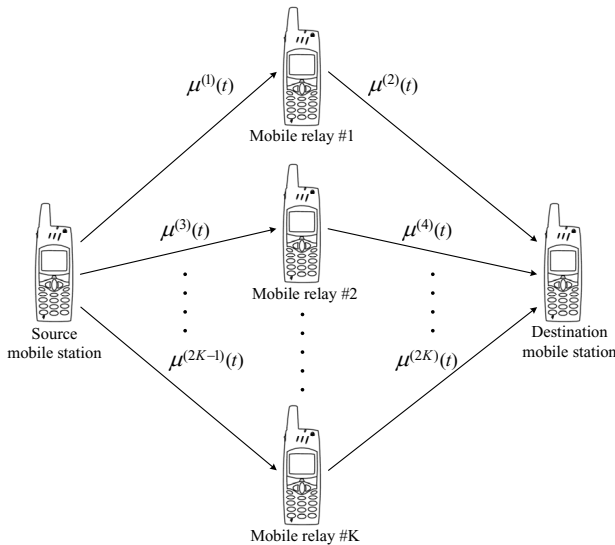 μ⁽¹⁾(t)
μ⁽²⁾(t)
Mobile relay #1
μ⁽³⁾(t)
μ⁽⁴⁾(t)
Mobile relay #2
Source
mobile station
Destination
mobile station
μ⁽²ᴷ⁻¹⁾(t)
μ⁽²ᴷ⁾(t)
Mobile relay #K